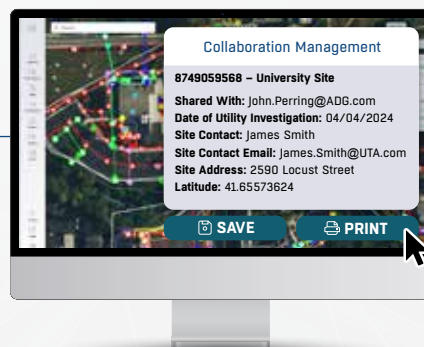 Collaboration Management
8749059568 – University Site
Shared With: John.Perring@ADG.com
Date of Utility Investigation: 04/04/2024
Site Contact: James Smith
Site Contact Email: James.Smith@UTA.com
Site Address: 2590 Locust Street
Latitude: 41.65573624
SAVE
PRINT